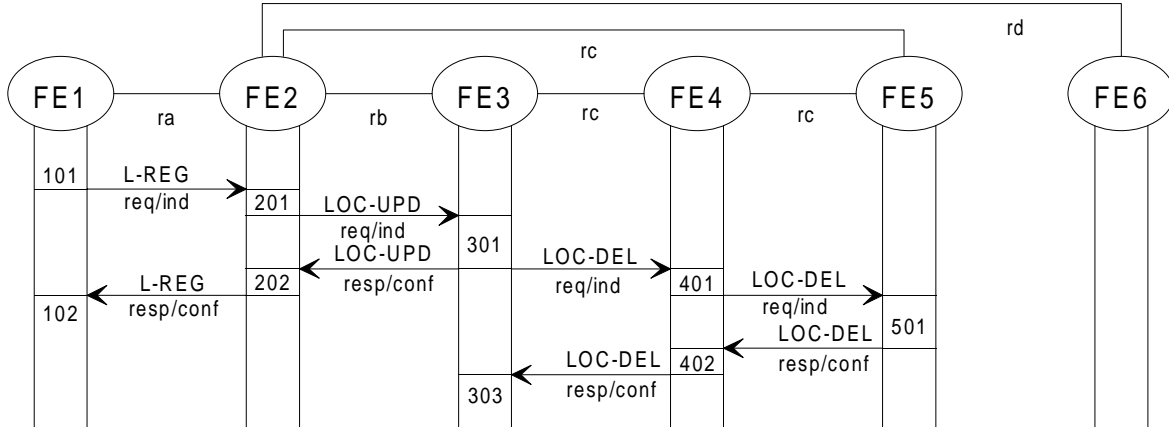 rd
rc
FE1 FE2 FE3 FE4 FE5 FE6
ra rb rc rc
101 L-REG
req/ind
201 LOC-UPD
req/ind
301
LOC-UPD LOC-DEL
resp/conf req/ind
L-REG 202 401 LOC-DEL
resp/conf req/ind
102 501
LOC-DEL
resp/conf
LOC-DEL 402
resp/conf
303